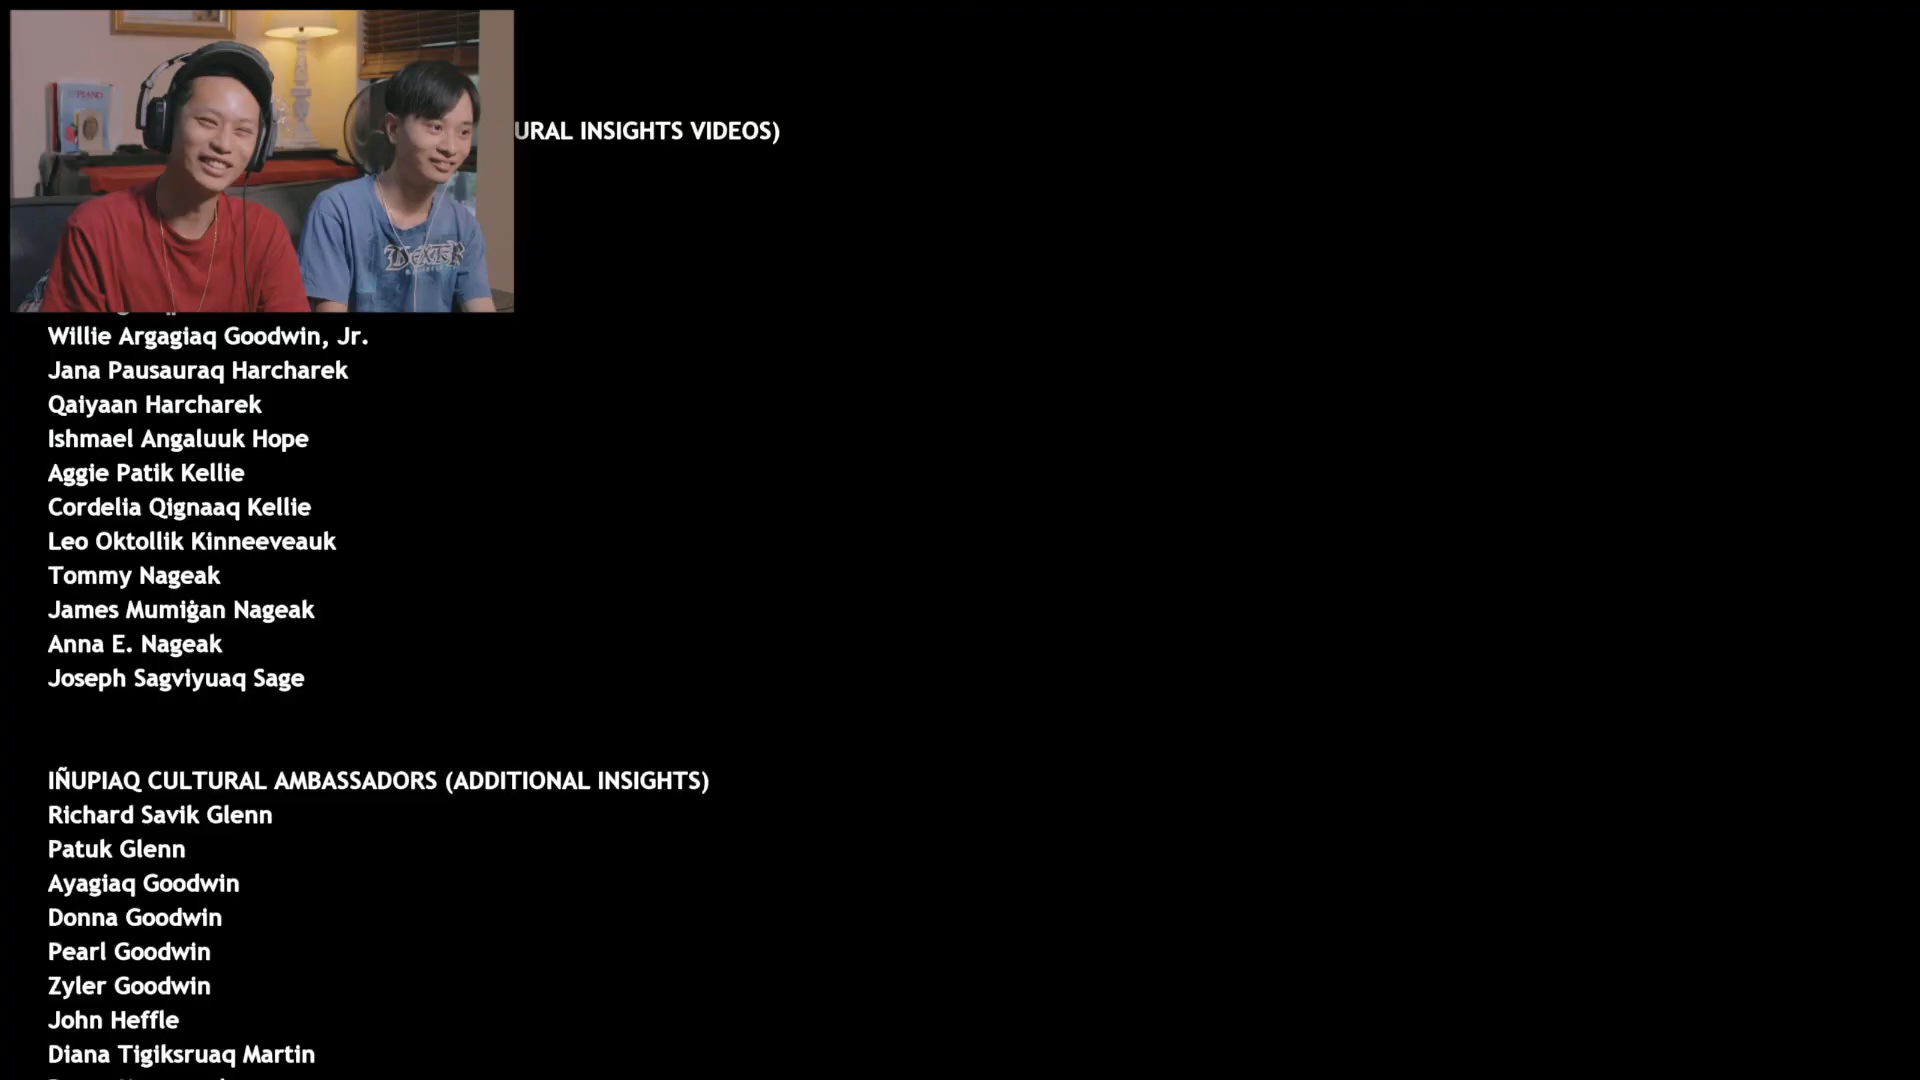 PIANO
DEXTER
URAL INSIGHTS VIDEOS)
Willie Argagiaq Goodwin, Jr.
Jana Pausauraq Harcharek
Qaiyaan Harcharek
Ishmael Angaluuk Hope
Aggie Patik Kellie
Cordelia Qignaaq Kellie
Leo Oktollik Kinneeveauk
Tommy Nageak
James Mumiġan Nageak
Anna E. Nageak
Joseph Sagviyuaq Sage
IÑUPIAQ CULTURAL AMBASSADORS (ADDITIONAL INSIGHTS)
Richard Savik Glenn
Patuk Glenn
Ayagiaq Goodwin
Donna Goodwin
Pearl Goodwin
Zyler Goodwin
John Heffle
Diana Tigiksruaq Martin